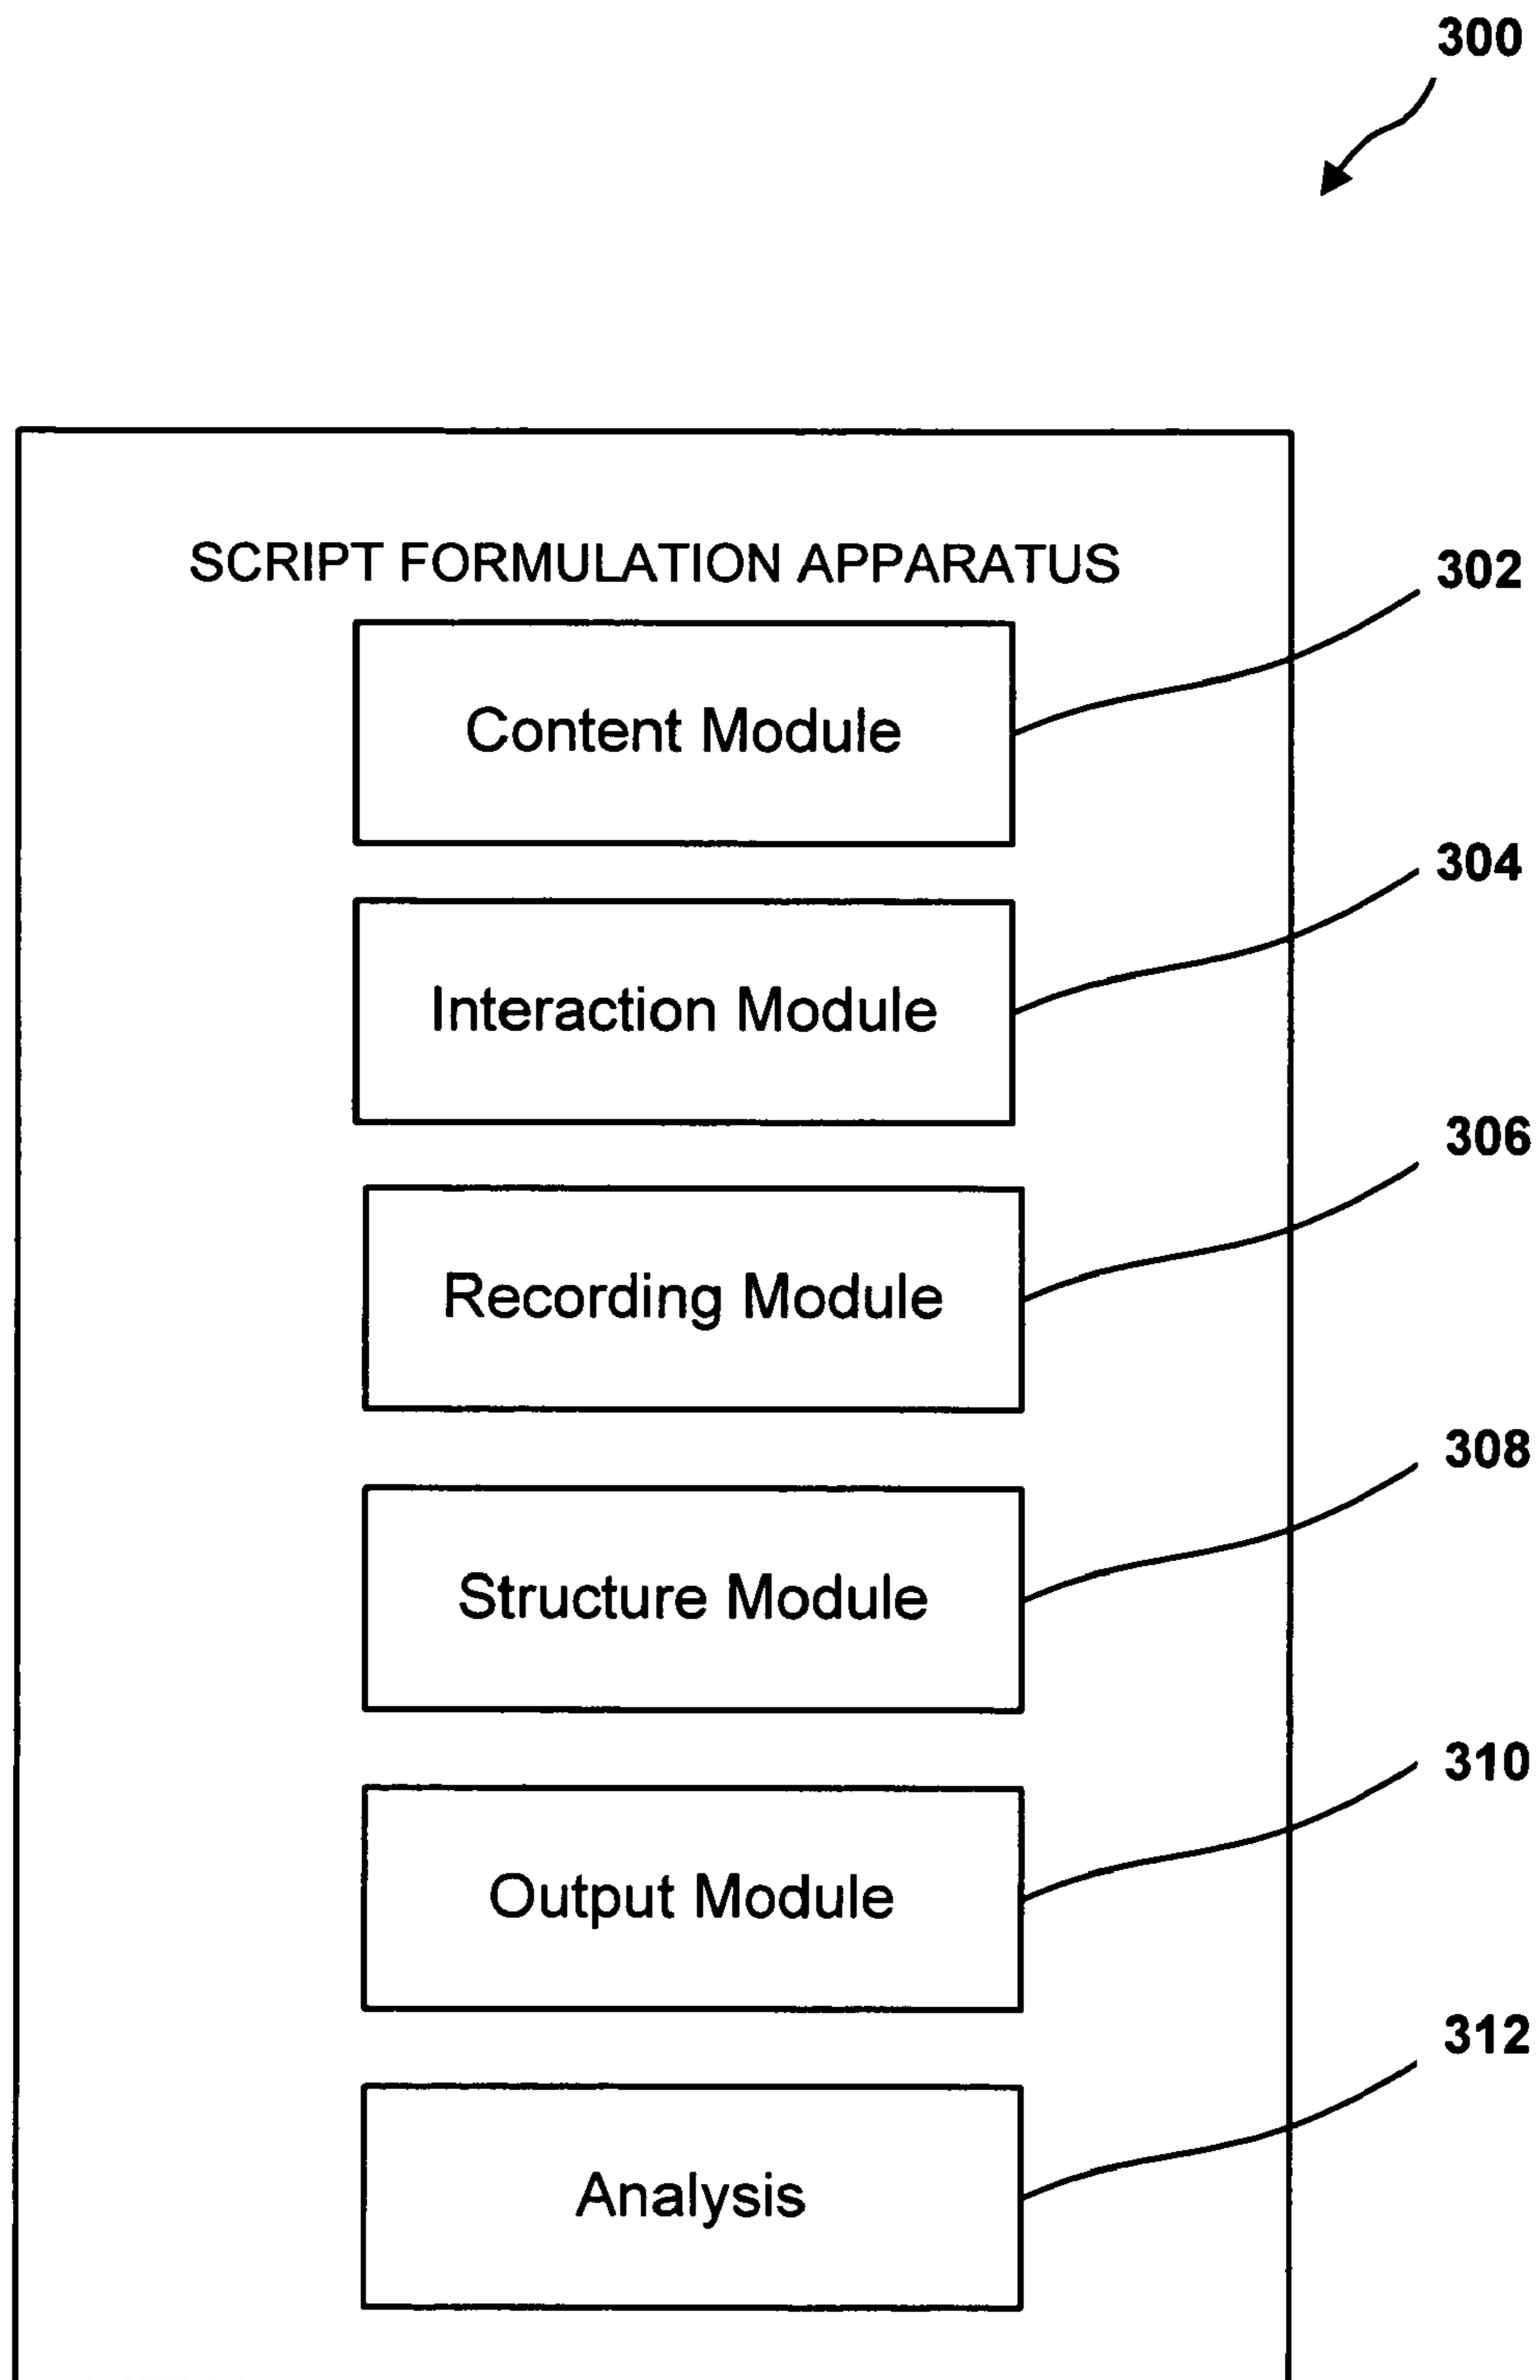 300
SCRIPT FORMULATION APPARATUS
302
Content Module
304
Interaction Module
306
Recording Module
308
Structure Module
310
Output Module
312
Analysis